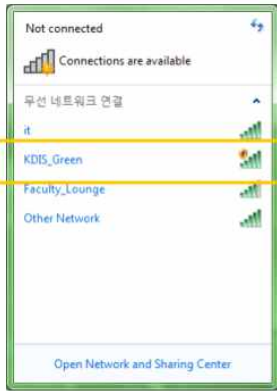 Not connected
Connections are available
무선 네트워크 연결
it
KDIS_Green
Faculty_Lounge
Other Network
Open Network and Sharing Center